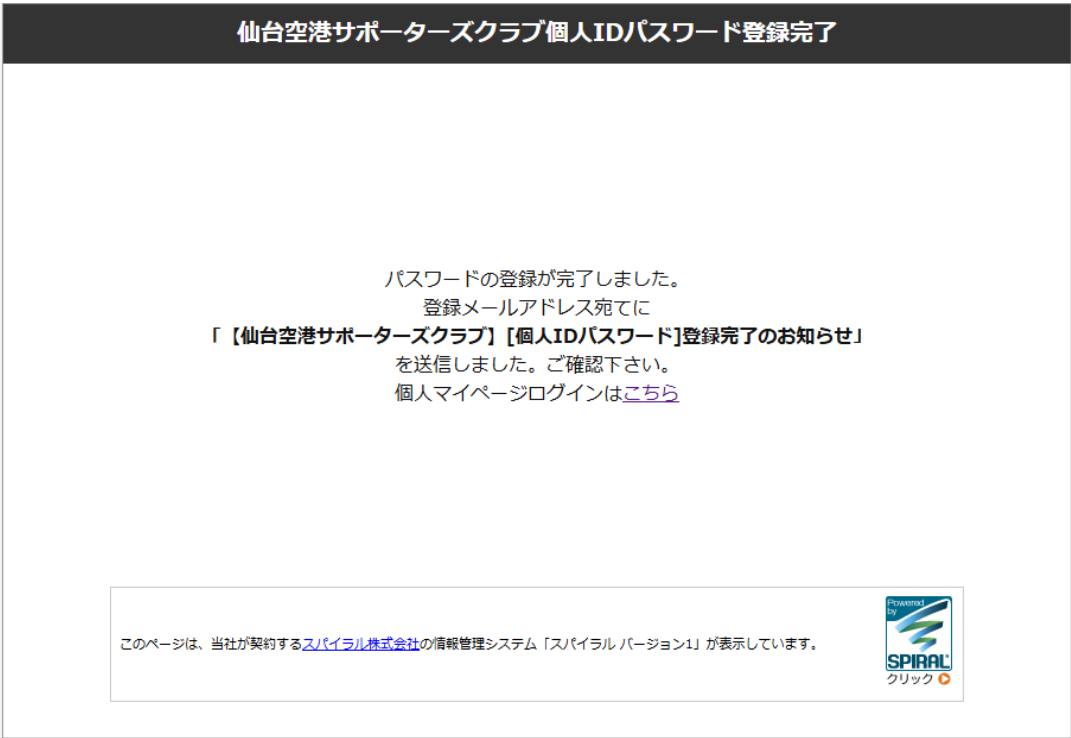 仙台空港サポーターズクラブ個人IDパスワード登録完了
パスワードの登録が完了しました。
登録メールアドレス宛てに
「【仙台空港サポーターズクラブ】[個人IDパスワード]登録完了のお知らせ」
を送信しました。ご確認下さい。
個人マイページログインはこちら
このページは、当社が契約するスパイラル株式会社の情報管理システム「スパイラル バージョン1」が表示しています。
Powered
by
SPIRAL
クリック